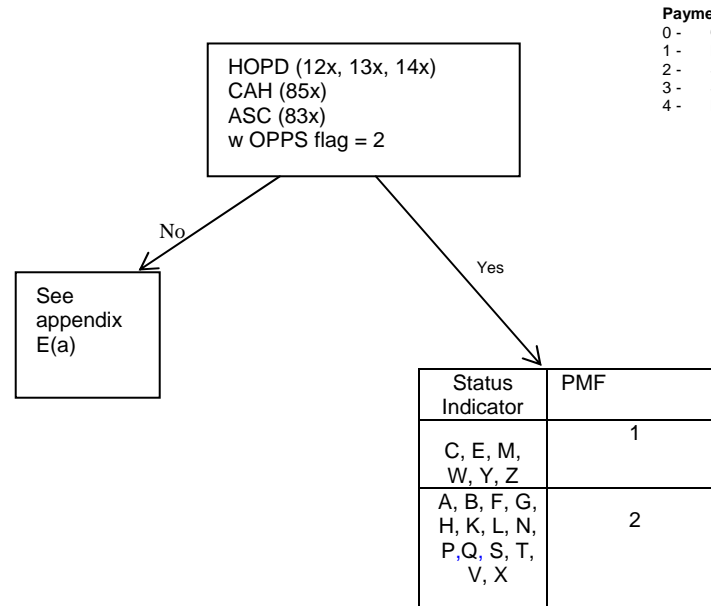 Payme
0 -
1 -
2 -
3 -
4 -
HOPD (12x, 13x, 14x)
CAH (85x)
ASC (83x)
w OPPS flag = 2
No
Yes
See
appendix
E(a)
Status
Indicator
PMF
C, E, M,
W, Y, Z
1
A, B, F, G,
H, K, L, N,
P,Q, S, T,
V, X
2